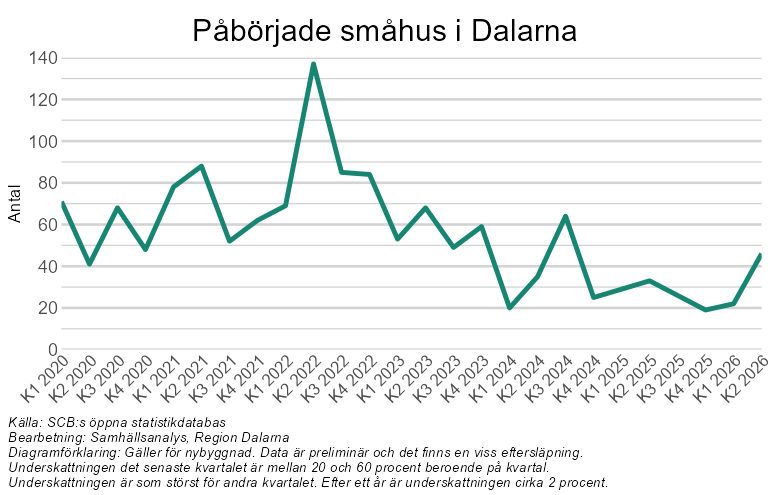 Påbörjade småhus i Dalarna
Antal
140
120
100
80
60
40
20
0
K1 2020
K2 2020
K3 2020
K4 2020
K1 2021
K2 2021
K3 2021
K4 2021
K1 2022
K2 2022
K3 2022
K4 2022
K1 2023
K2 2023
K3 2023
K4 2023
K1 2024
K2 2024
K3 2024
K4 2024
K1 2025
K2 2025
K3 2025
K4 2025
K1 2026
K2 2026
Källa: SCB:s öppna statistikdatabas
Bearbetning: Samhällsanalys, Region Dalarna
Diagramförklaring: Gäller för nybyggnad. Data är preliminär och det finns en viss eftersläpning.
Underskattningen det senaste kvartalet är mellan 20 och 60 procent beroende på kvartal.
Underskattningen är som störst för andra kvartalet. Efter ett år är underskattningen cirka 2 procent.